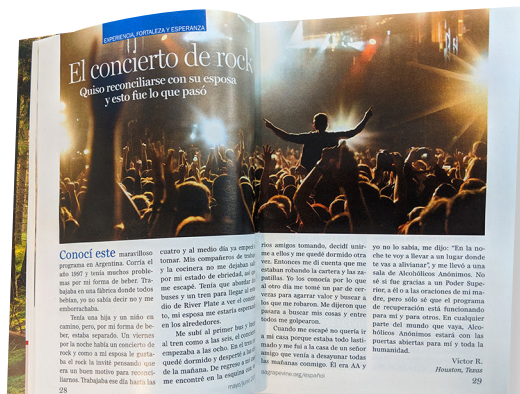 EXPERIENCIA, FORTALEZA Y ESPERANZA
El concierto de rock
Quiso reconciliarse con su esposa
y esto fue lo que pasó
Conocí este maravilloso
programa en Argentina. Corría el
año 1997 y tenía muchos proble-
mas por mi forma de beber. Tra-
bajaba en una fábrica donde todos
bebían, yo no sabía decir no y me
emborrachaba.
Tenía una hija y un niño en
camino, pero, por mi forma de be-
ber, estaba separado. Un viernes
por la noche había un concierto de
rock y como a mi esposa le gusta-
ba el rock la invité pensando que
era un buen motivo para reconci-
liarnos. Trabajaba ese día hasta las
28
cuatro y al mediodía ya empecé
tomar. Mis compañeros de trabajo
y la cocinera no me dejaban salir
por mi estado de ebriedad, así que
me escapé. Tenía que abordar dos
buses y un tren para llegar al esta-
dio de River Plate a ver el concier-
to, mi esposa me estaría esperando
en los alrededores.
Me subí al primer bus y luego
al tren como a las seis, el concierto
empezaba a las ocho. En el tren me
quedé dormido y desperté a las
de la mañana. De regreso a mi
me encontré en la esquina con
rios amigos tomando, decidí unir-
me a ellos y me quedé dormido otra
vez. Entonces me di cuenta que me
estaban robando la cartera y las za-
patillas. Yo los conocía por lo que
al otro día me tomé un par de cer-
vezas para agarrar valor y buscar a
los que me robaron. Me dijeron que
pasara a buscar mis cosas y entre
todos me golpearon.
Cuando me escapé no quería ir
a mi casa porque estaba todo lasti-
mado y me fui a la casa de un señor
amigo que venía a desayunar todas
las mañanas conmigo. Él era AA y
aagrapevine.org/español
yo no lo sabía, me dijo: "En la no-
che te voy a llevar a un lugar donde
te vas a alivianar", y me llevó a una
sala de Alcohólicos Anónimos. No
sé si fue gracias a un Poder Supe-
rior, a él o a las oraciones de mi ma-
dre, pero sólo sé que el programa
de recuperación está funcionando
para mí y para otros. En cualquier
parte del mundo que vaya, Alco-
hólicos Anónimos estará con las
puertas abiertas para mí y toda la
humanidad.
Víctor R.
Houston, Texas
29